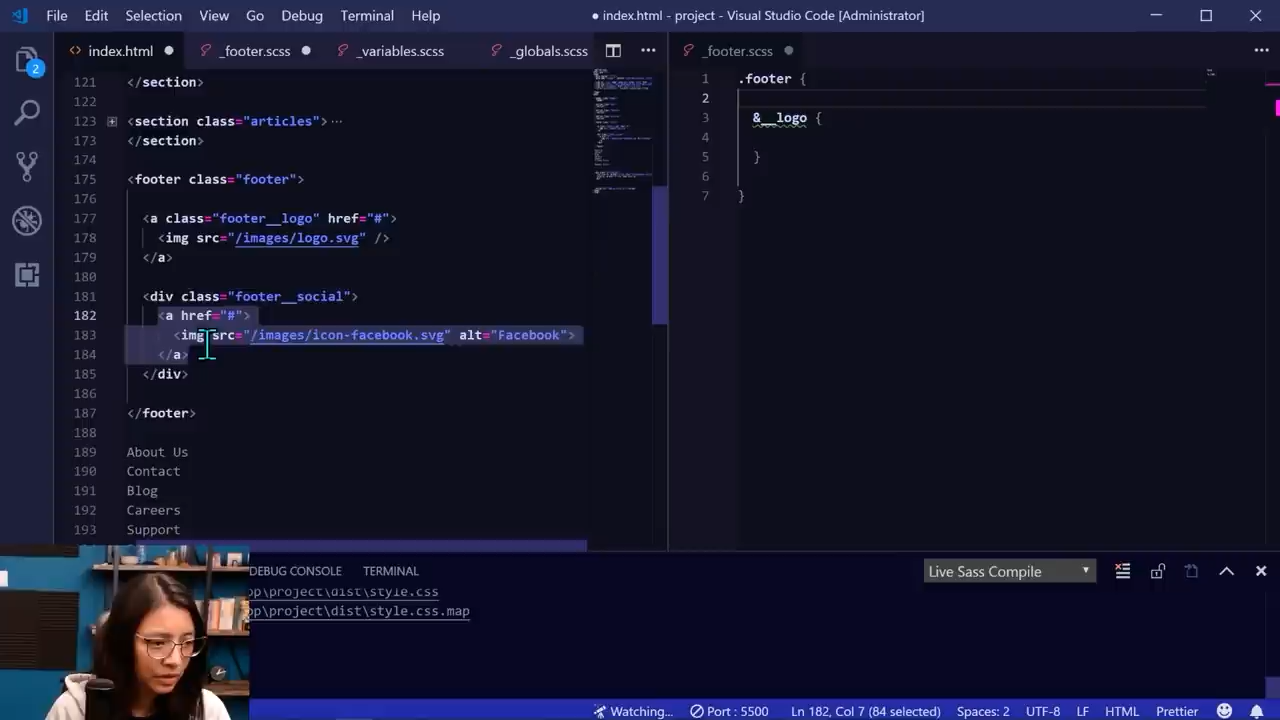 File Edit Selection View Go Debug Terminal Help
● index.html - project - Visual Studio Code [Administrator]
index.html ● _footer.scss ● _variables.scss _globals.scss ···
_footer.scss ● ···
2
121 </section>
122
123 <section class="articles">···
173 </section>
174
175 <footer class="footer">
176
177 <a class="footer__logo" href="#">
178 <img src="/images/logo.svg" />
179 </a>
180
181 <div class="footer__social">
182 <a href="#">
183 <img src="/images/icon-facebook.svg" alt="Facebook">
184 </a>
185 </div>
186
187 </footer>
188
189 About Us
190 Contact
191 Blog
192 Careers
193 Support
1 .footer {
2
3 &__logo {
4
5 }
6
7 }
DEBUG CONSOLE TERMINAL
Live Sass Compile
op\project\dist\style.css
op\project\dist\style.css.map
Watching... Port : 5500 Ln 182, Col 7 (84 selected) Spaces: 2 UTF-8 LF HTML Prettier